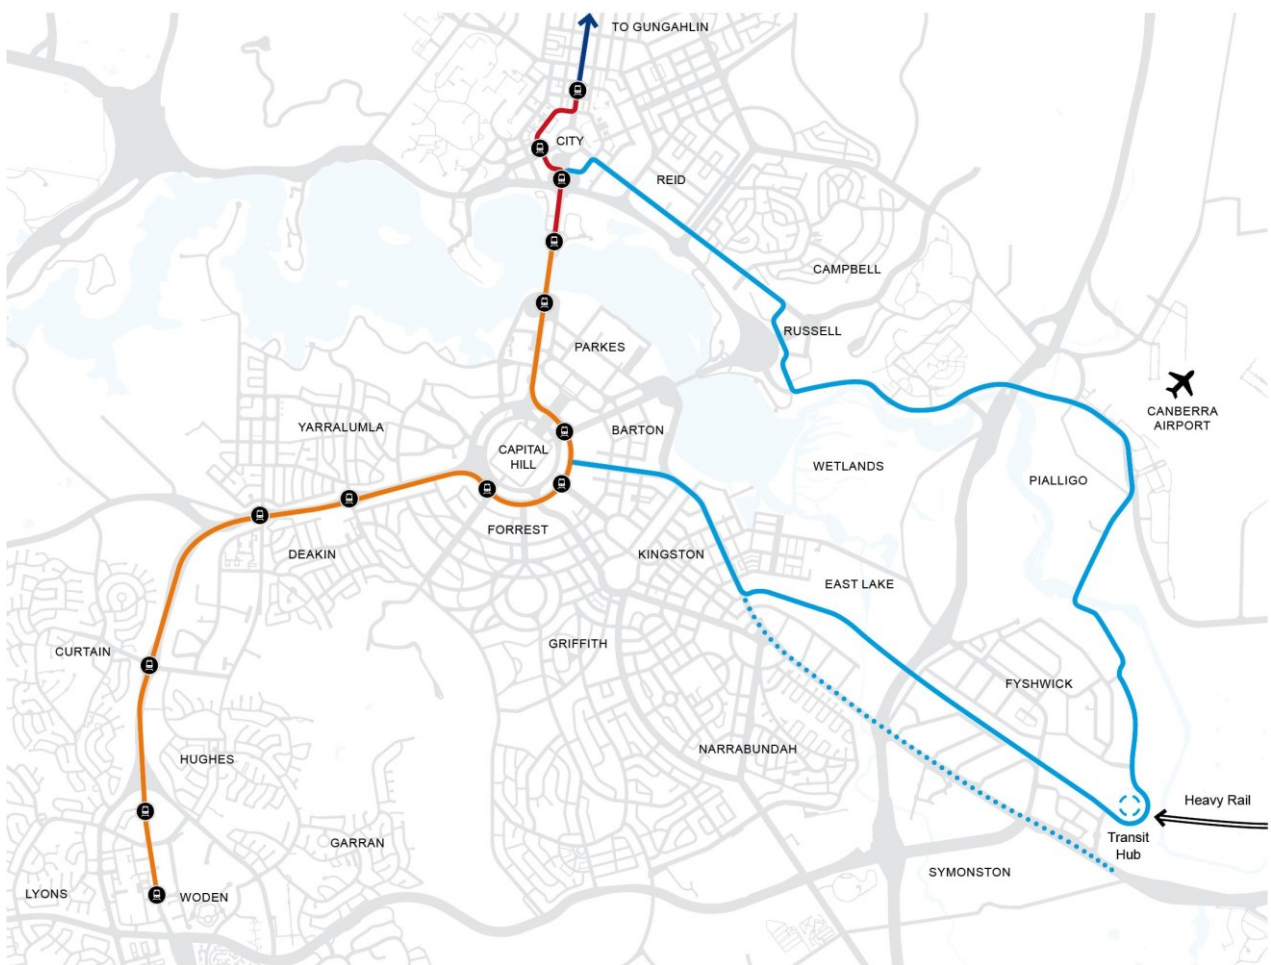 TO GUNGAHLIN
CITY
REID
CAMPBELL
RUSSELL
PARKES
CANBERRA
AIRPORT
YARRALUMLA
BARTON
CAPITAL
HILL
WETLANDS
PIALLIGO
FORREST
DEAKIN
KINGSTON
EAST LAKE
GRIFFITH
CURTAIN
FYSHWICK
NARRABUNDAH
HUGHES
Heavy Rail
Transit
Hub
GARRAN
SYMONSTON
LYONS
WODEN